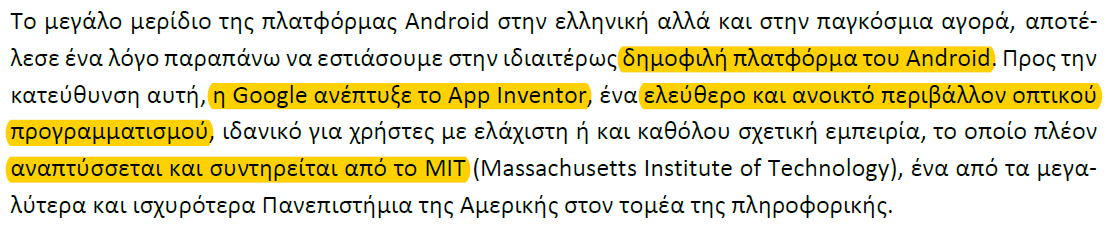 Το μεγάλο μερίδιο της πλατφόρμας Android στην ελληνική αλλά και στην παγκόσμια αγορά, αποτέ-
λεσε ένα λόγο παραπάνω να εστιάσουμε στην ιδιαιτέρως δημοφιλή πλατφόρμα του Android. Προς την
κατεύθυνση αυτή, η Google ανέπτυξε το App Inventor, ένα ελεύθερο και ανοικτό περιβάλλον οπτικού
προγραμματισμού, ιδανικό για χρήστες με ελάχιστη ή και καθόλου σχετική εμπειρία, το οποίο πλέον
αναπτύσσεται και συντηρείται από το MIT (Massachusetts Institute of Technology), ένα από τα μεγα-
λύτερα και ισχυρότερα Πανεπιστήμια της Αμερικής στον τομέα της πληροφορικής.